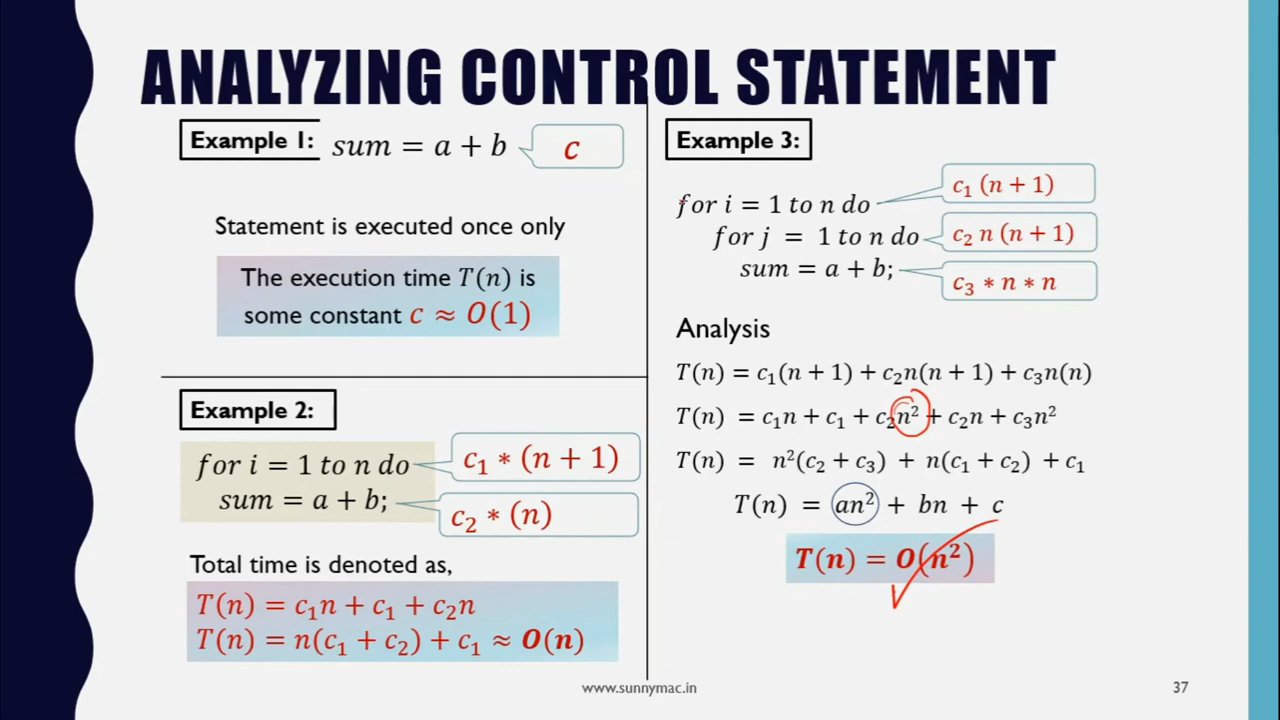 ANALYZING CONTROL STATEMENT
Example 1:
sum = a + b
c
Statement is executed once only
The execution time T(n) is
some constant c ≈ O(1)
Example 2:
for i = 1 to n do
c₁ * (n + 1)
sum = a + b;
c₂ * (n)
Total time is denoted as,
T(n) = c₁n + c₁ + c₂n
T(n) = n(c₁ + c₂) + c₁ ≈ O(n)
Example 3:
for i = 1 to n do
c₁ (n + 1)
for j = 1 to n do
c₂ n (n + 1)
sum = a + b;
c₃ * n * n
Analysis
T(n) = c₁(n + 1) + c₂n(n + 1) + c₃n(n)
T(n) = c₁n + c₁ + c₂n² + c₂n + c₃n²
T(n) = n²(c₂ + c₃) + n(c₁ + c₂) + c₁
T(n) = an² + bn + c
T(n) = O(n²)
www.sunnymac.in
37